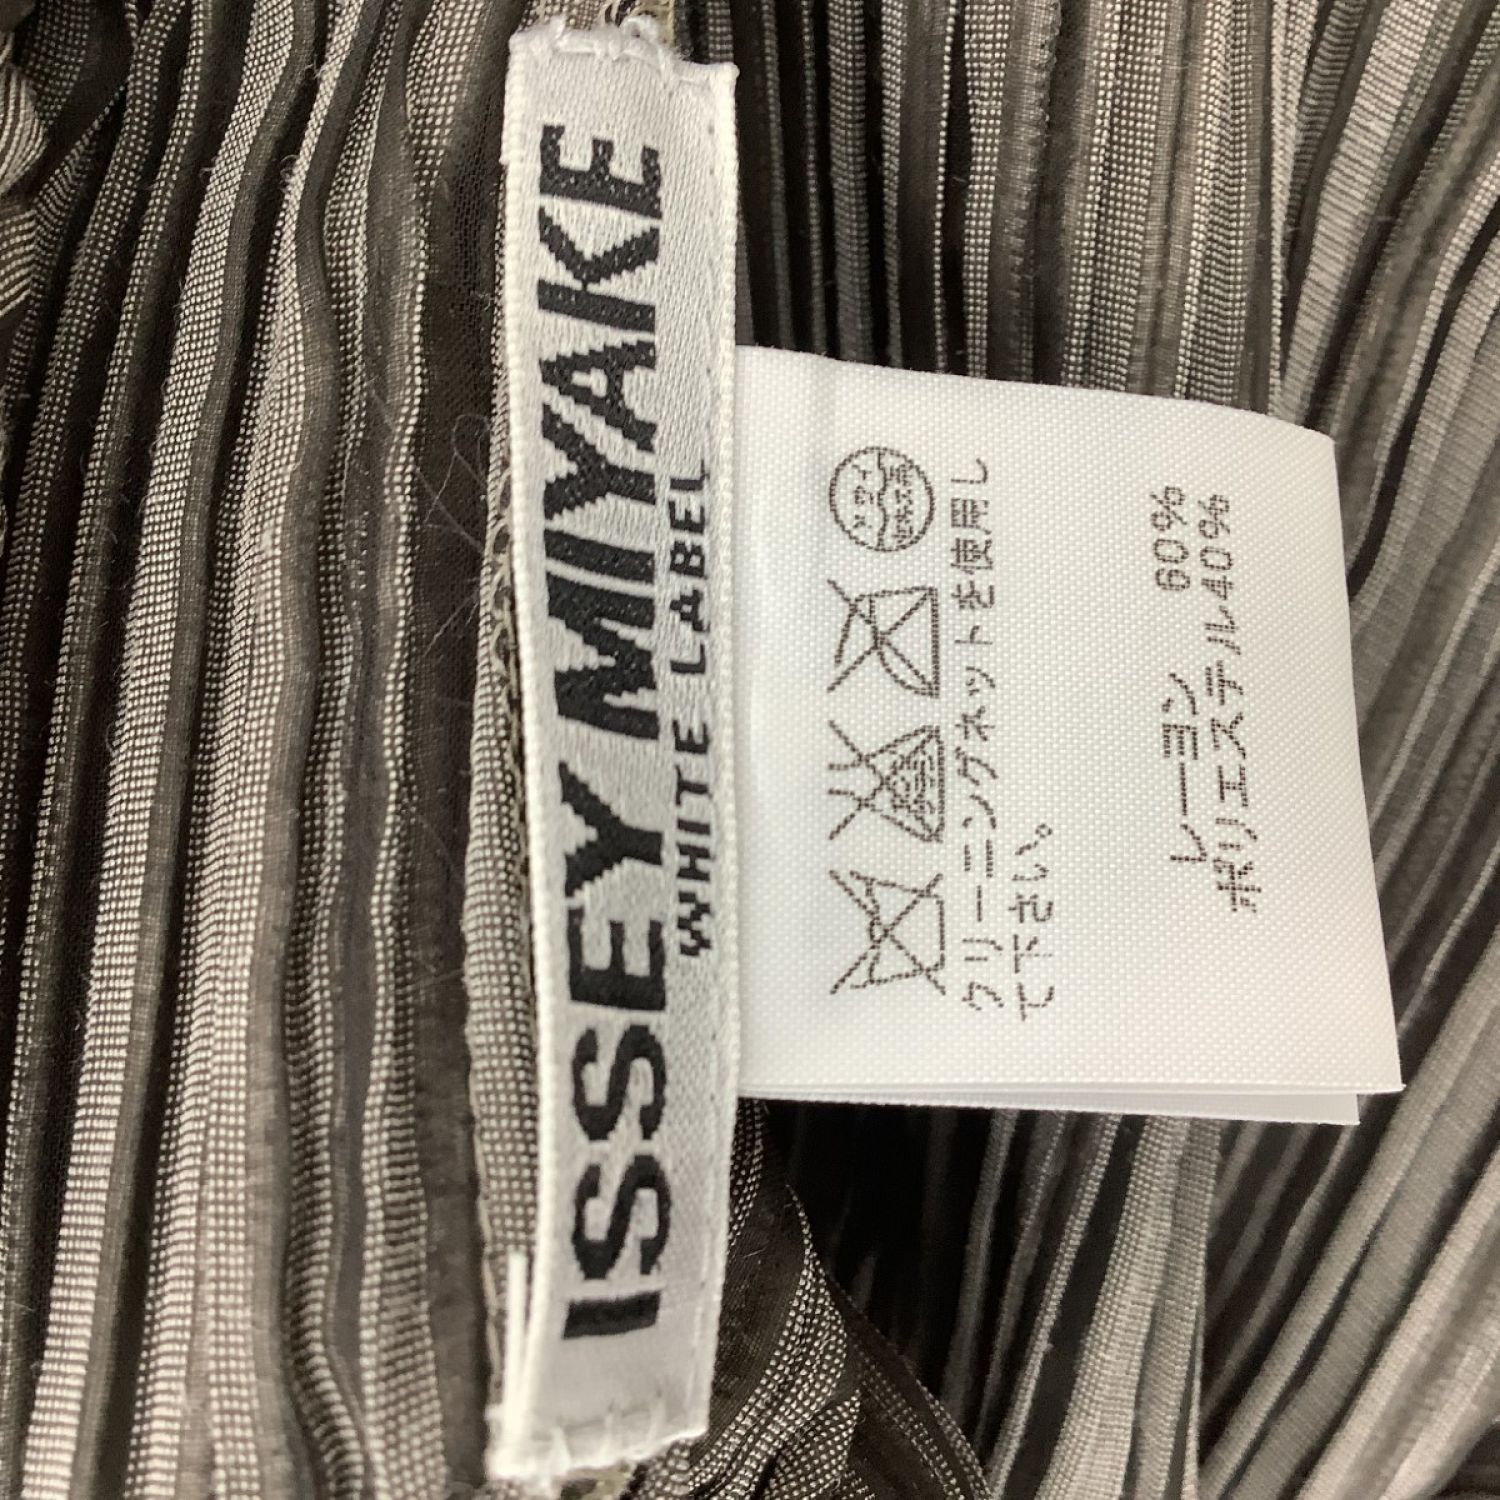 ISSEY MIYAKE
WHITE LABEL
クリーニングネットを使用し
て下さい。
レーヨン 60%
ポリエステル40%